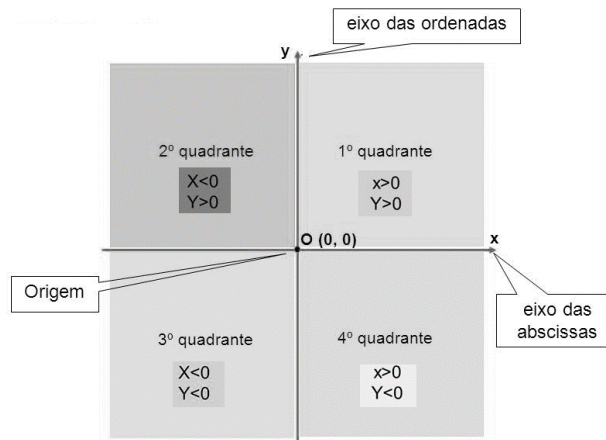 eixo das ordenadas
y
2º quadrante
X<0
Y>0
1º quadrante
x>0
Y>0
O (0, 0)
x
Origem
eixo das
abscissas
3º quadrante
X<0
Y<0
4º quadrante
x>0
Y<0